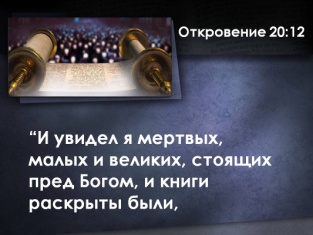 Откровение 20:12
“И увидел я мертвых,
малых и великих, стоящих
пред Богом, и книги
раскрыты были,